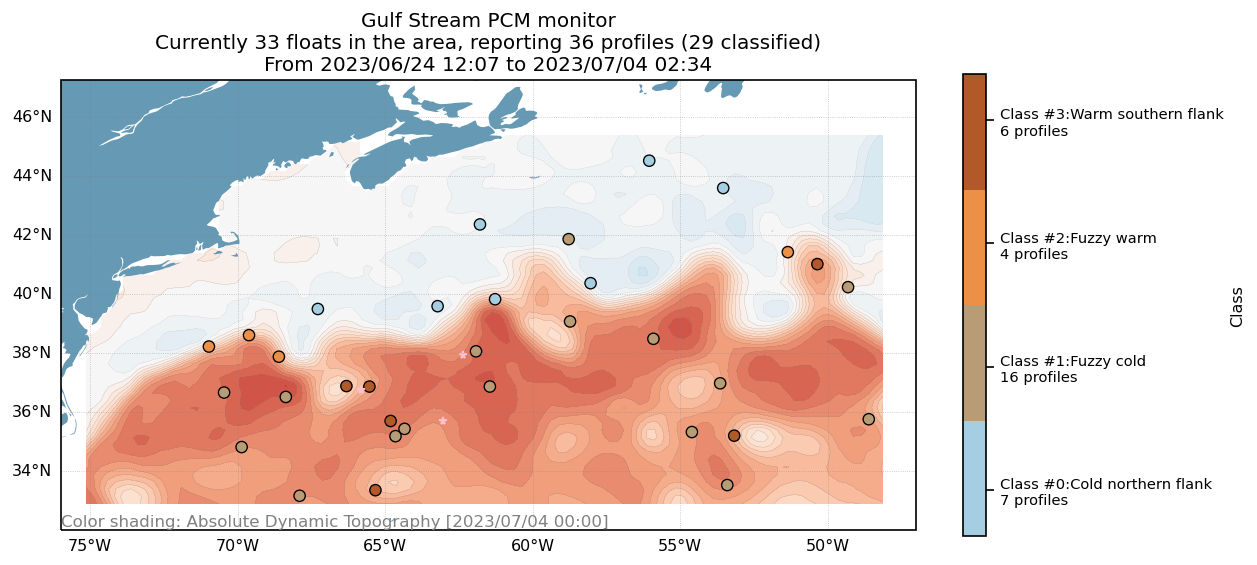 Gulf Stream PCM monitor
Currently 33 floats in the area, reporting 36 profiles (29 classified)
From 2023/06/24 12:07 to 2023/07/04 02:34
46°N
44°N
42°N
40°N
38°N
36°N
34°N
Color shading: Absolute Dynamic Topography [2023/07/04 00:00]
75°W
70°W
65°W
60°W
55°W
50°W
Class #3:Warm southern flank
6 profiles
Class #2:Fuzzy warm
4 profiles
Class #1:Fuzzy cold
16 profiles
Class #0:Cold northern flank
7 profiles
Class